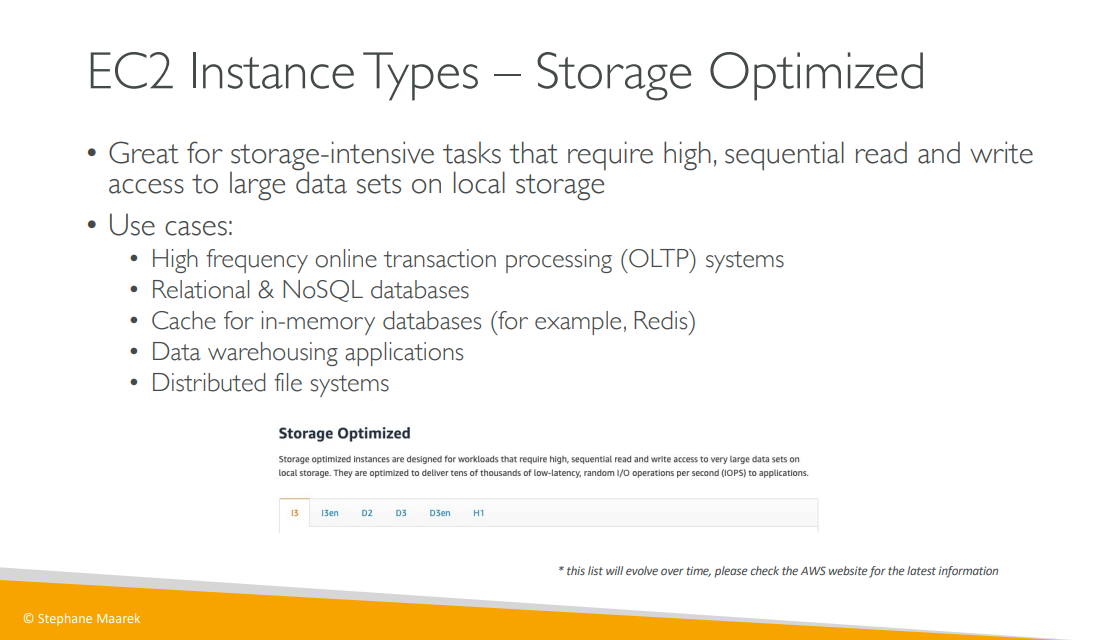 EC2 Instance Types – Storage Optimized
• Great for storage-intensive tasks that require high, sequential read and write
access to large data sets on local storage
• Use cases:
• High frequency online transaction processing (OLTP) systems
• Relational & NoSQL databases
• Cache for in-memory databases (for example, Redis)
• Data warehousing applications
• Distributed file systems
Storage Optimized
Storage optimized instances are designed for workloads that require high, sequential read and write access to very large data sets on
local storage. They are optimized to deliver tens of thousands of low-latency, random I/O operations per second (IOPS) to applications.
I3 I3en D2 D3 D3en H1
* this list will evolve over time, please check the AWS website for the latest information
© Stephane Maarek